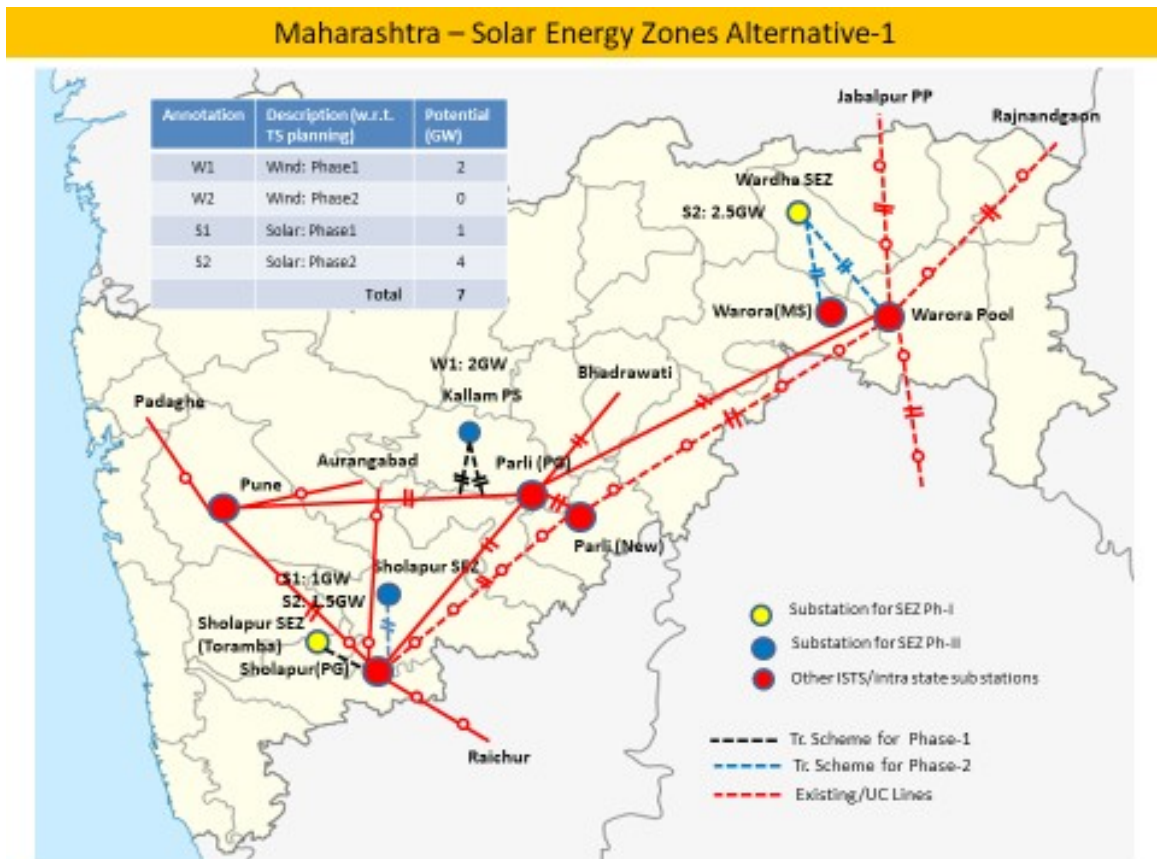 Maharashtra – Solar Energy Zones Alternative-1
Annotation Description (w.r.t. TS planning) Potential (GW)
W1 Wind: Phase1 2
W2 Wind: Phase2 0
S1 Solar: Phase1 1
S2 Solar: Phase2 4
Total 7
Jabalpur PP
Rajnandgaon
Wardha SEZ
S2: 2.5GW
Warora(MS)
Warora Pool
W1: 2GW
Kallam PS
Bhadrawati
Padaghe
Aurangabad
Parli (PG)
Pune
Parli (New)
Sholapur SEZ
S1: 1GW
S2: 1.5GW
Sholapur SEZ
(Toramba)
Sholapur(PG)
Raichur
Substation for SEZ Ph-I
Substation for SEZ Ph-II
Other ISTS/intra state sub stations
Tr. Scheme for Phase-1
Tr. Scheme for Phase-2
Existing/UC Lines